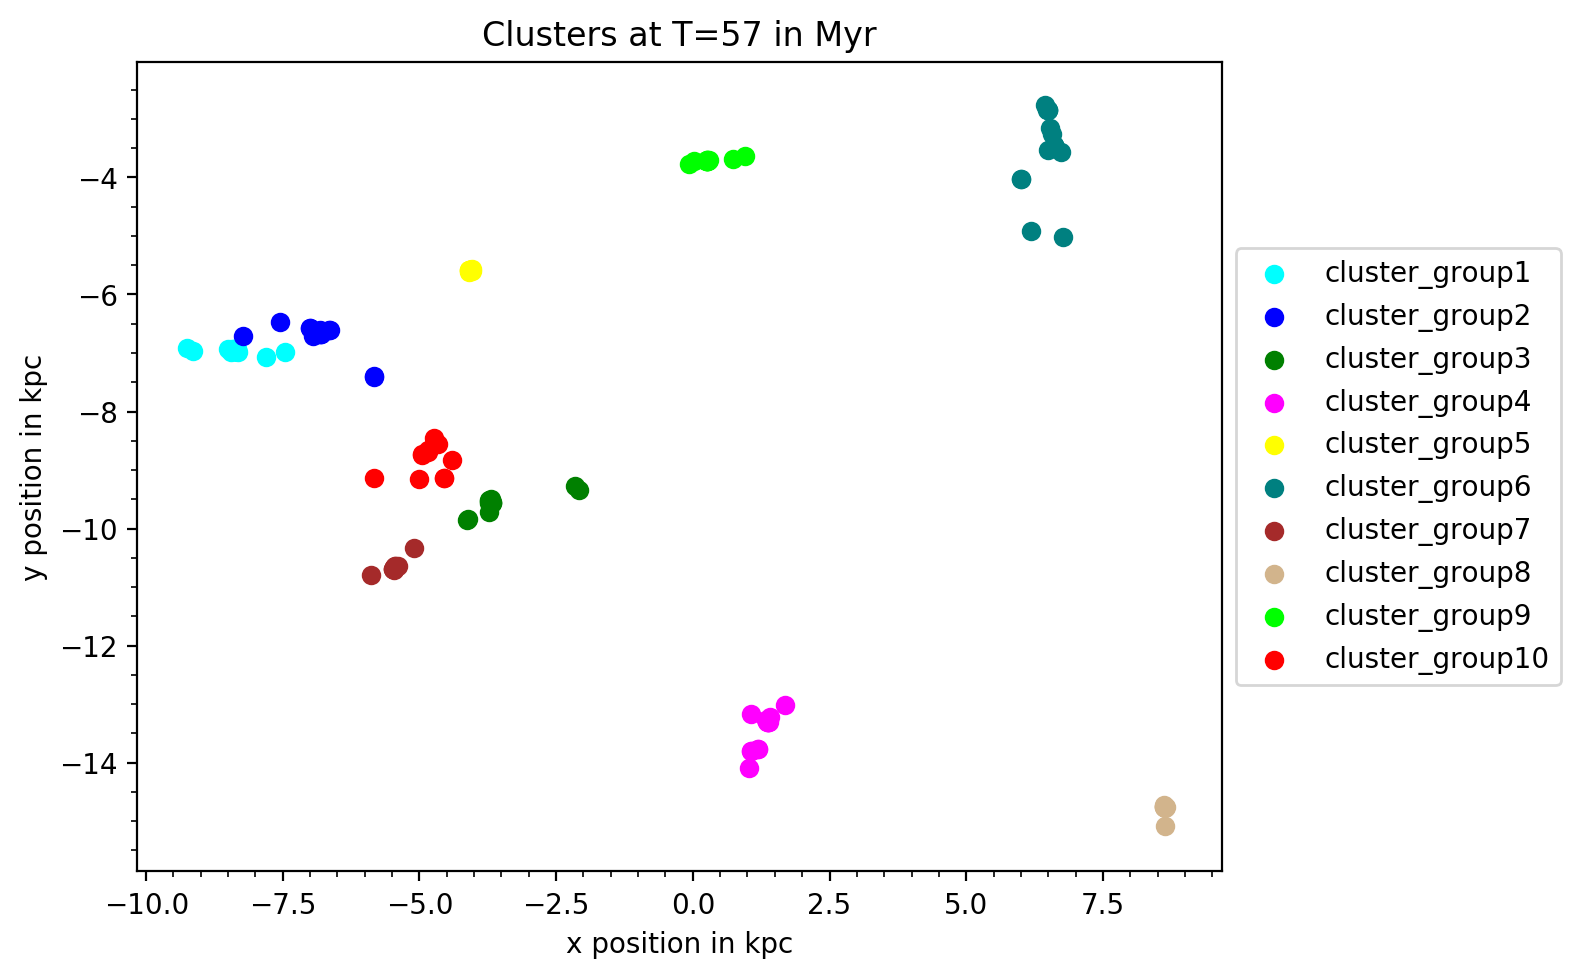 Clusters at T=57 in Myr
y position in kpc
−4
−6
−8
−10
−12
−14
−10.0 −7.5 −5.0 −2.5 0.0 2.5 5.0 7.5
x position in kpc
cluster_group1
cluster_group2
cluster_group3
cluster_group4
cluster_group5
cluster_group6
cluster_group7
cluster_group8
cluster_group9
cluster_group10